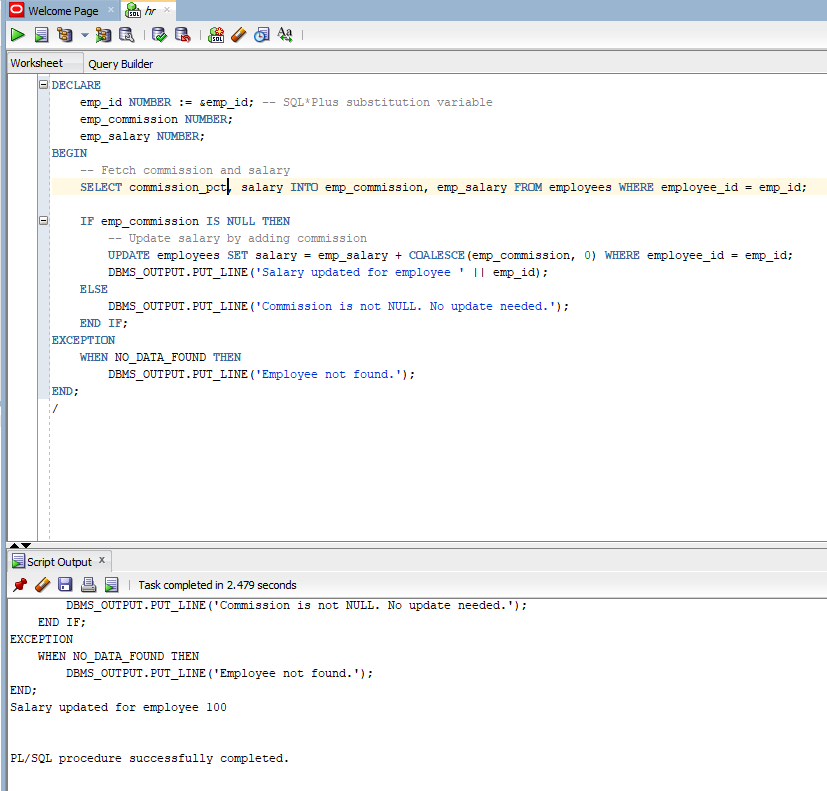 Welcome Page
hr
Worksheet Query Builder
DECLARE
    emp_id NUMBER := &emp_id; -- SQL*Plus substitution variable
    emp_commission NUMBER;
    emp_salary NUMBER;
BEGIN
    -- Fetch commission and salary
    SELECT commission_pct, salary INTO emp_commission, emp_salary FROM employees WHERE employee_id = emp_id;
    IF emp_commission IS NULL THEN
        -- Update salary by adding commission
        UPDATE employees SET salary = emp_salary + COALESCE(emp_commission, 0) WHERE employee_id = emp_id;
        DBMS_OUTPUT.PUT_LINE('Salary updated for employee ' || emp_id);
    ELSE
        DBMS_OUTPUT.PUT_LINE('Commission is not NULL. No update needed.');
    END IF;
EXCEPTION
    WHEN NO_DATA_FOUND THEN
        DBMS_OUTPUT.PUT_LINE('Employee not found.');
END;
/
Script Output x
Task completed in 2.479 seconds
        DBMS_OUTPUT.PUT_LINE('Commission is not NULL. No update needed.');
    END IF;
EXCEPTION
    WHEN NO_DATA_FOUND THEN
        DBMS_OUTPUT.PUT_LINE('Employee not found.');
END;
Salary updated for employee 100
PL/SQL procedure successfully completed.